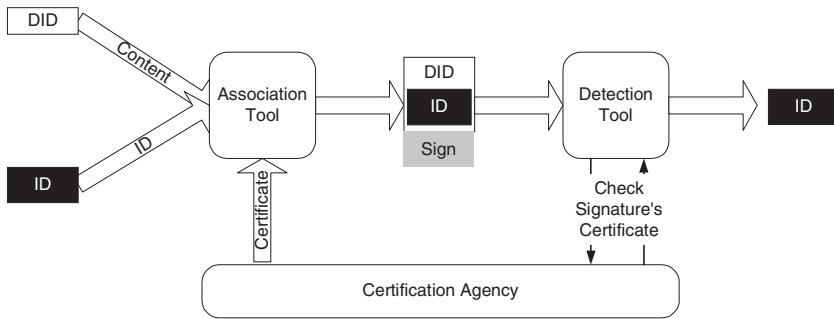 DID
Content
ID
ID
Association
Tool
Certificate
DID
ID
Sign
Detection
Tool
ID
Check
Signature's
Certificate
Certification Agency